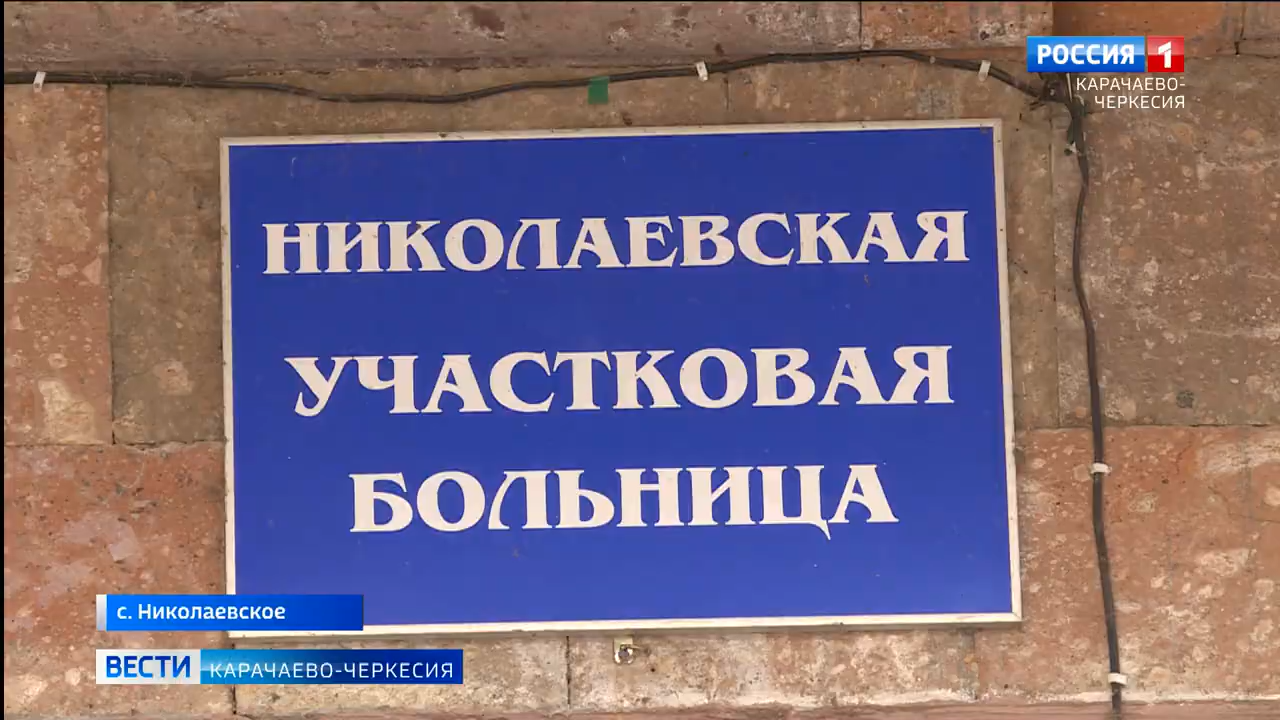 РОССИЯ 1
КАРАЧАЕВО-
ЧЕРКЕСИЯ
НИКОЛАЕВСКАЯ
УЧАСТКОВАЯ
БОЛЬНИЦА
с. Николаевское
ВЕСТИ КАРАЧАЕВО-ЧЕРКЕСИЯ